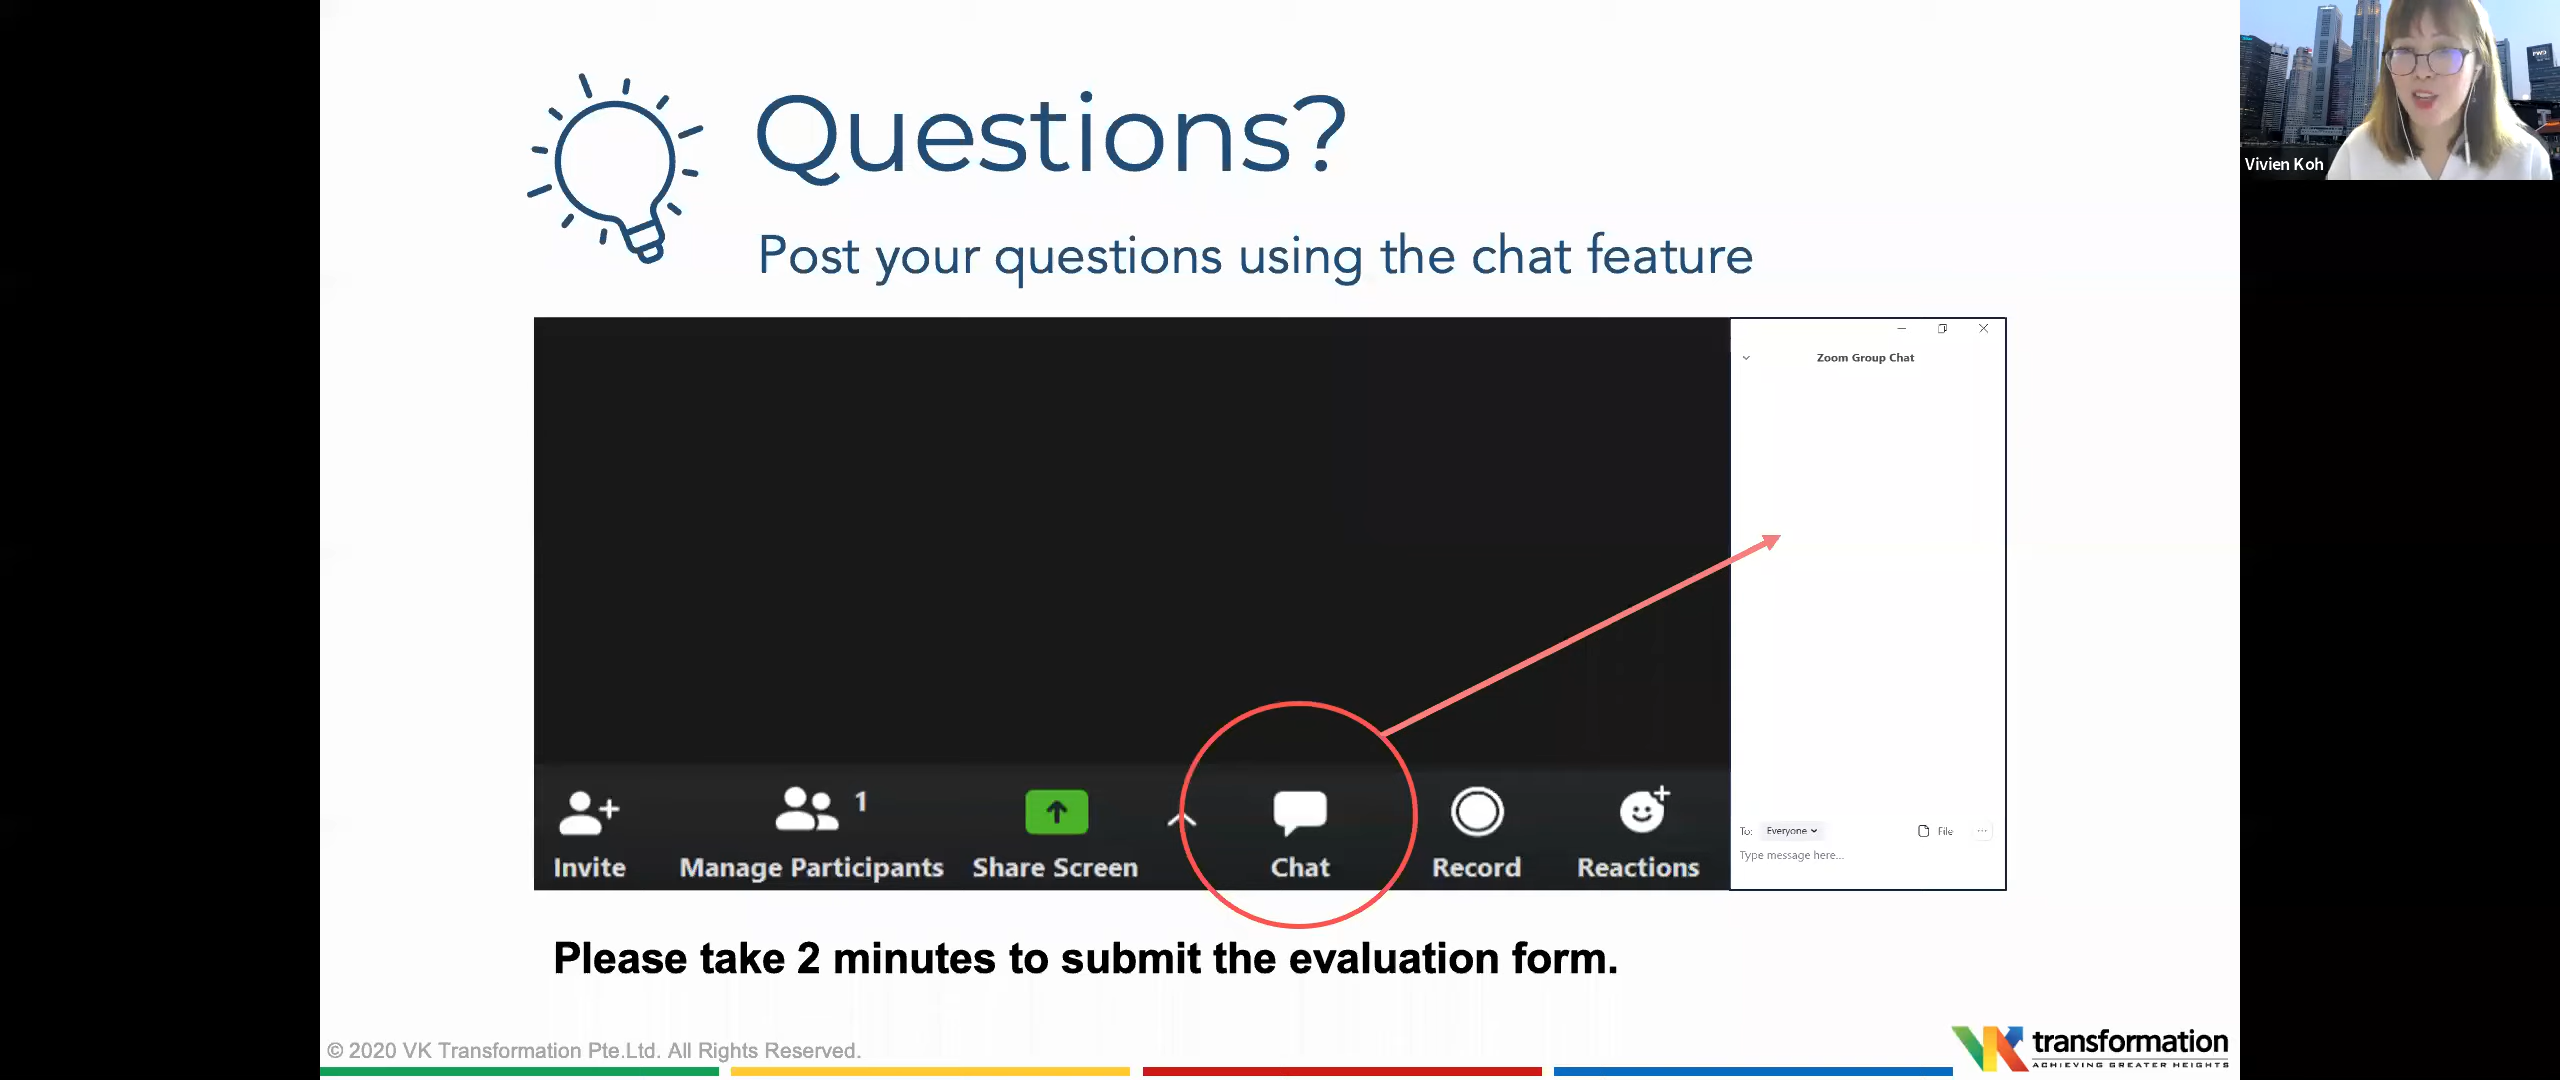 Questions?
Post your questions using the chat feature
Vivien Koh
Zoom Group Chat
1
Invite
Manage Participants
Share Screen
Chat
Record
Reactions
To: Everyone
File
Type message here...
Please take 2 minutes to submit the evaluation form.
© 2020 VK Transformation Pte.Ltd. All Rights Reserved.
VK transformation
ACHIEVING GREATER HEIGHTS
FWD